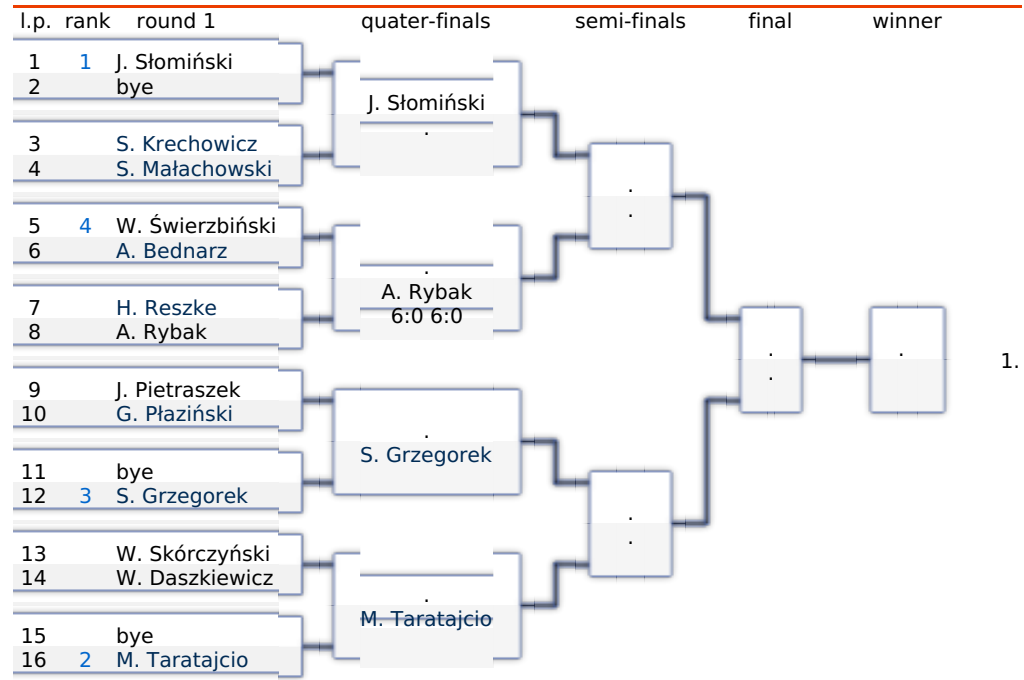 l.p. rank round 1 quater-finals semi-finals final winner
1 1 J. Słomiński
2 bye
J. Słomiński
.
3 S. Krechowicz
4 S. Małachowski
.
.
5 4 W. Świerzbiński
6 A. Bednarz
.
A. Rybak
6:0 6:0
7 H. Reszke
8 A. Rybak
.
.
.
1.
9 J. Pietraszek
10 G. Płaziński
.
S. Grzegorek
11 bye
12 3 S. Grzegorek
.
.
13 W. Skórczyński
14 W. Daszkiewicz
.
M. Taratajcio
15 bye
16 2 M. Taratajcio